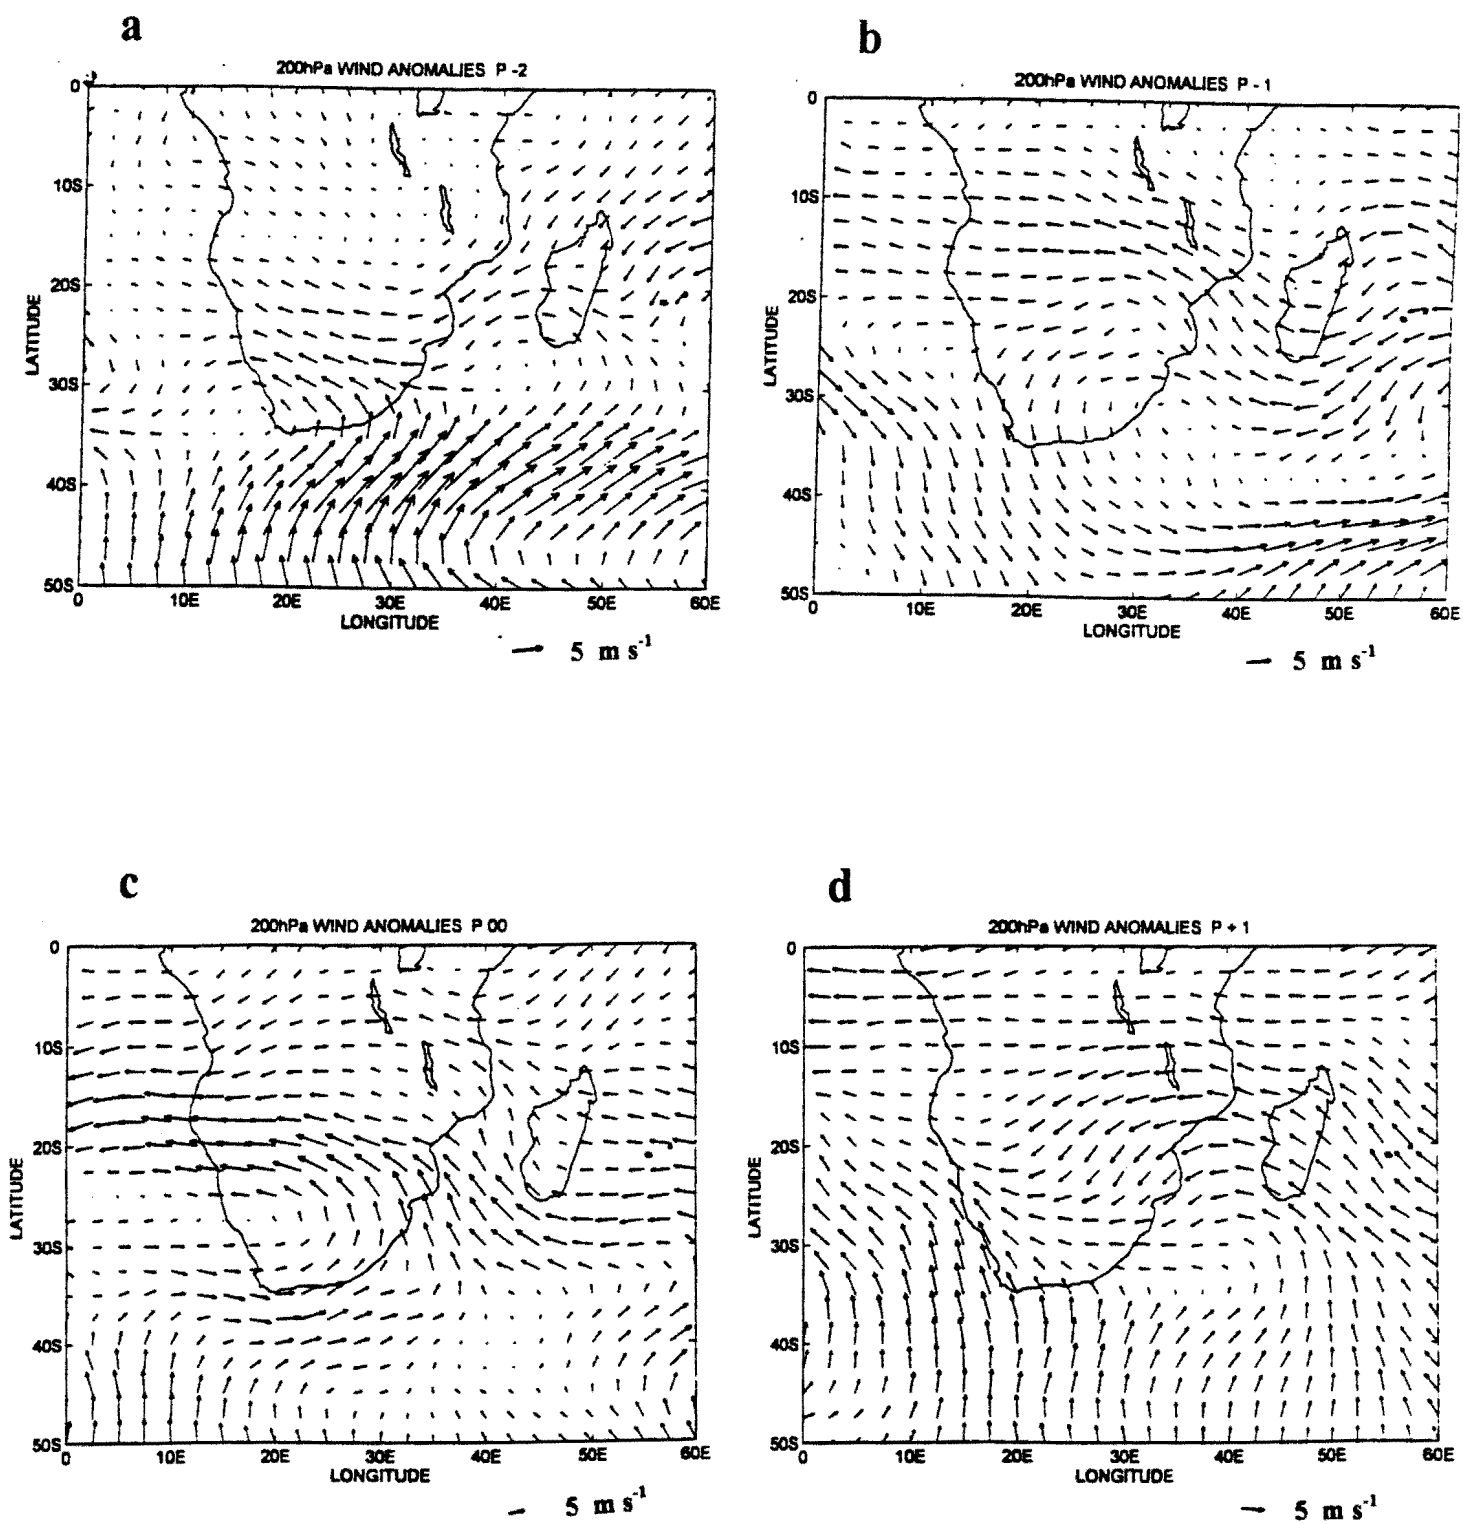 a
200hPa WIND ANOMALIES P -2
0
10S
20S
30S
40S
50S
LATITUDE
0 10E 20E 30E 40E 50E 60E
LONGITUDE
5 m s-1
b
200hPa WIND ANOMALIES P - 1
0
10S
20S
30S
40S
50S
LATITUDE
0 10E 20E 30E 40E 50E 60E
LONGITUDE
5 m s-1
c
200hPa WIND ANOMALIES P 00
0
10S
20S
30S
40S
50S
LATITUDE
0 10E 20E 30E 40E 50E 60E
LONGITUDE
5 m s-1
d
200hPa WIND ANOMALIES P + 1
0
10S
20S
30S
40S
50S
LATITUDE
0 10E 20E 30E 40E 50E 60E
LONGITUDE
5 m s-1